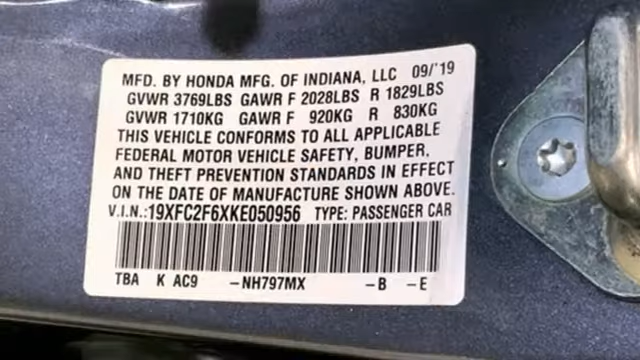 MFD. BY HONDA MFG. OF INDIANA, LLC 09/'19
GVWR 3769LBS GAWR F 2028LBS R 1829LBS
GVWR 1710KG GAWR F 920KG R 830KG
THIS VEHICLE CONFORMS TO ALL APPLICABLE
FEDERAL MOTOR VEHICLE SAFETY, BUMPER,
AND THEFT PREVENTION STANDARDS IN EFFECT
ON THE DATE OF MANUFACTURE SHOWN ABOVE.
V.I.N.:19XFC2F6XKE050956 TYPE: PASSENGER CAR
TBA K AC9 -NH797MX -B -E